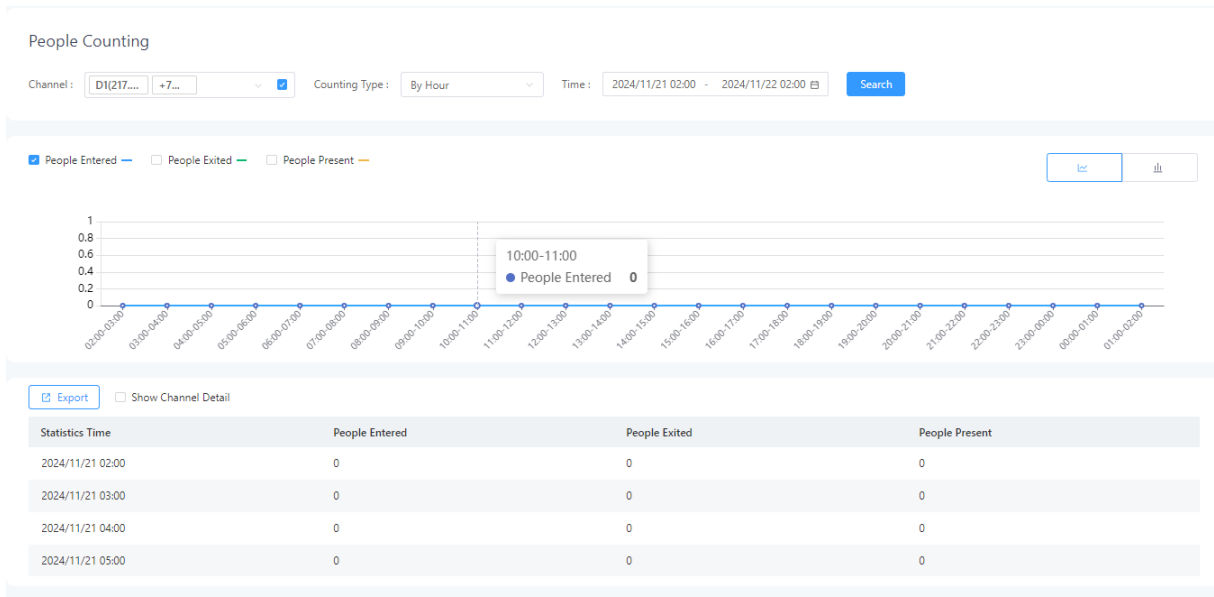 People Counting
Channel : D1(217.... +7... Counting Type : By Hour Time : 2024/11/21 02:00 - 2024/11/22 02:00 Search
People Entered People Exited People Present
1
0.8
0.6
0.4
0.2
0
10:00-11:00
People Entered 0
02:00-03:00 03:00-04:00 04:00-05:00 05:00-06:00 06:00-07:00 07:00-08:00 08:00-09:00 09:00-10:00 10:00-11:00 11:00-12:00 12:00-13:00 13:00-14:00 14:00-15:00 15:00-16:00 16:00-17:00 17:00-18:00 18:00-19:00 19:00-20:00 20:00-21:00 21:00-22:00 22:00-23:00 23:00-00:00 00:00-01:00 01:00-02:00
Export Show Channel Detail
Statistics Time People Entered People Exited People Present
2024/11/21 02:00 0 0 0
2024/11/21 03:00 0 0 0
2024/11/21 04:00 0 0 0
2024/11/21 05:00 0 0 0